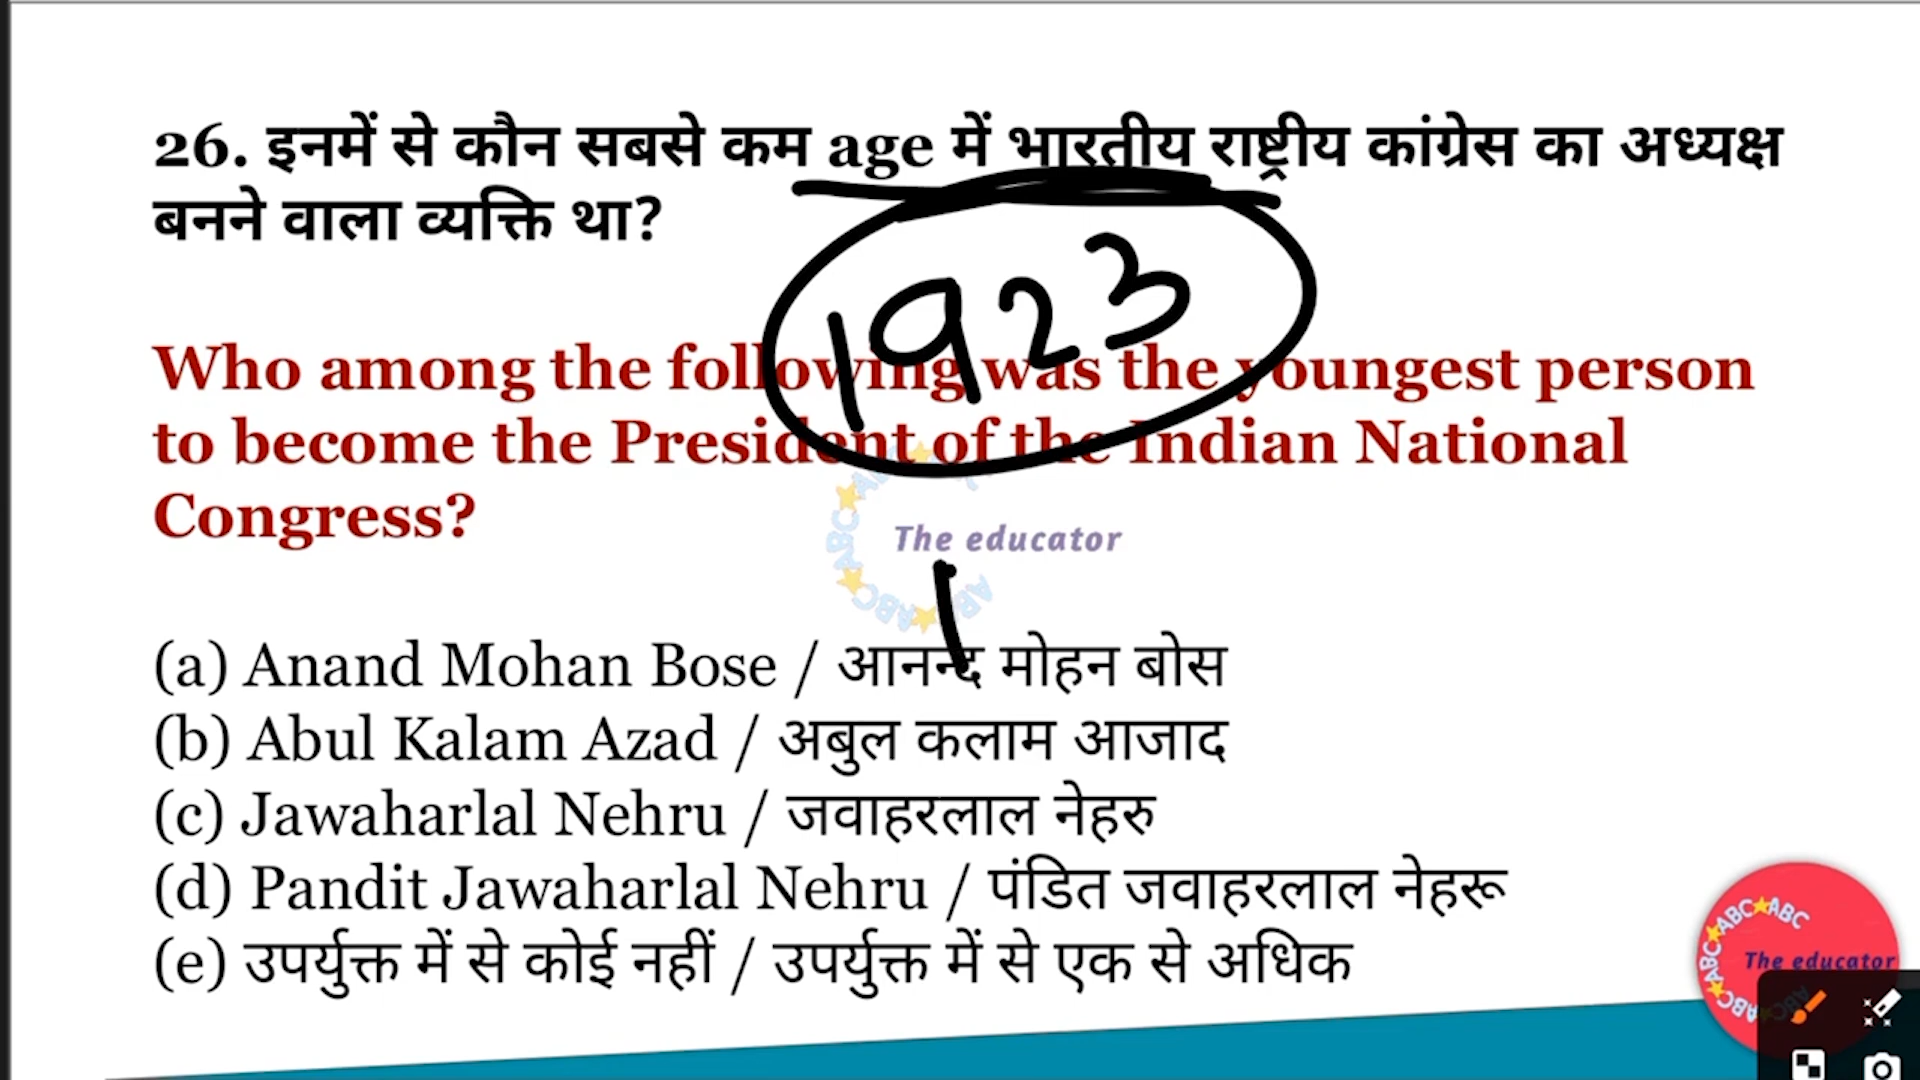 26. इनमें से कौन सबसे कम age में भारतीय राष्ट्रीय कांग्रेस का अध्यक्ष
बनने वाला व्यक्ति था?
1923
Who among the following was the youngest person
to become the President of the Indian National
Congress?
The educator
(a) Anand Mohan Bose / आनन्द मोहन बोस
(b) Abul Kalam Azad / अबुल कलाम आजाद
(c) Jawaharlal Nehru / जवाहरलाल नेहरु
(d) Pandit Jawaharlal Nehru / पंडित जवाहरलाल नेहरू
(e) उपर्युक्त में से कोई नहीं / उपर्युक्त में से एक से अधिक
ABC ABC ABC
The educator